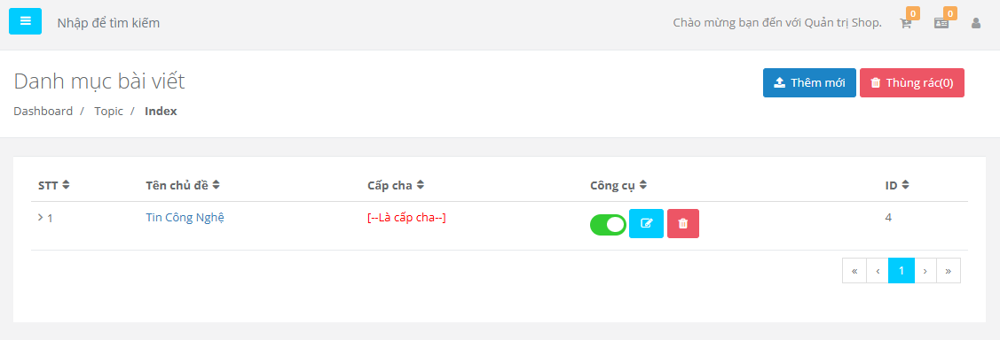 Nhập để tìm kiếm Chào mừng bạn đến với Quản trị Shop. 0 0
Danh mục bài viết Thêm mới Thùng rác(0)
Dashboard / Topic / Index
STT Tên chủ đề Cấp cha Công cụ ID
1 Tin Công Nghệ [--Là cấp cha--] 4
« ‹ 1 › »